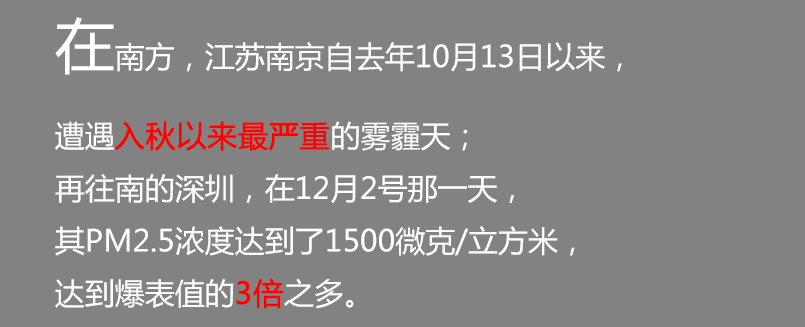 在南方，江苏南京自去年10月13日以来，
遭遇入秋以来最严重的雾霾天；
再往南的深圳，在12月2号那一天，
其PM2.5浓度达到了1500微克/立方米，
达到爆表值的3倍之多。